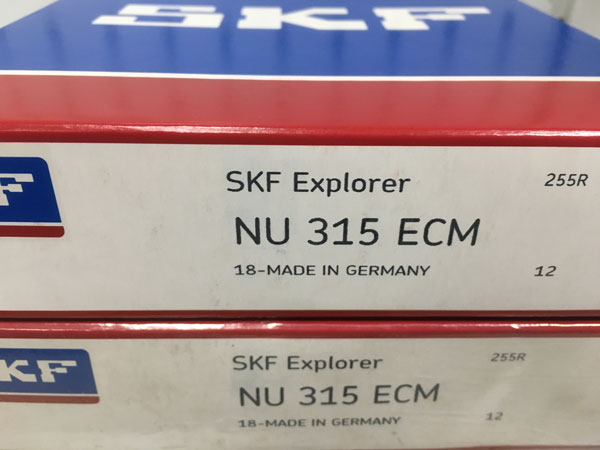 SKF
SKF Explorer 255R
NU 315 ECM
18-MADE IN GERMANY 12
SKF Explorer 255R
KF
NU 315 ECM
18-MADE IN GERMANY 12